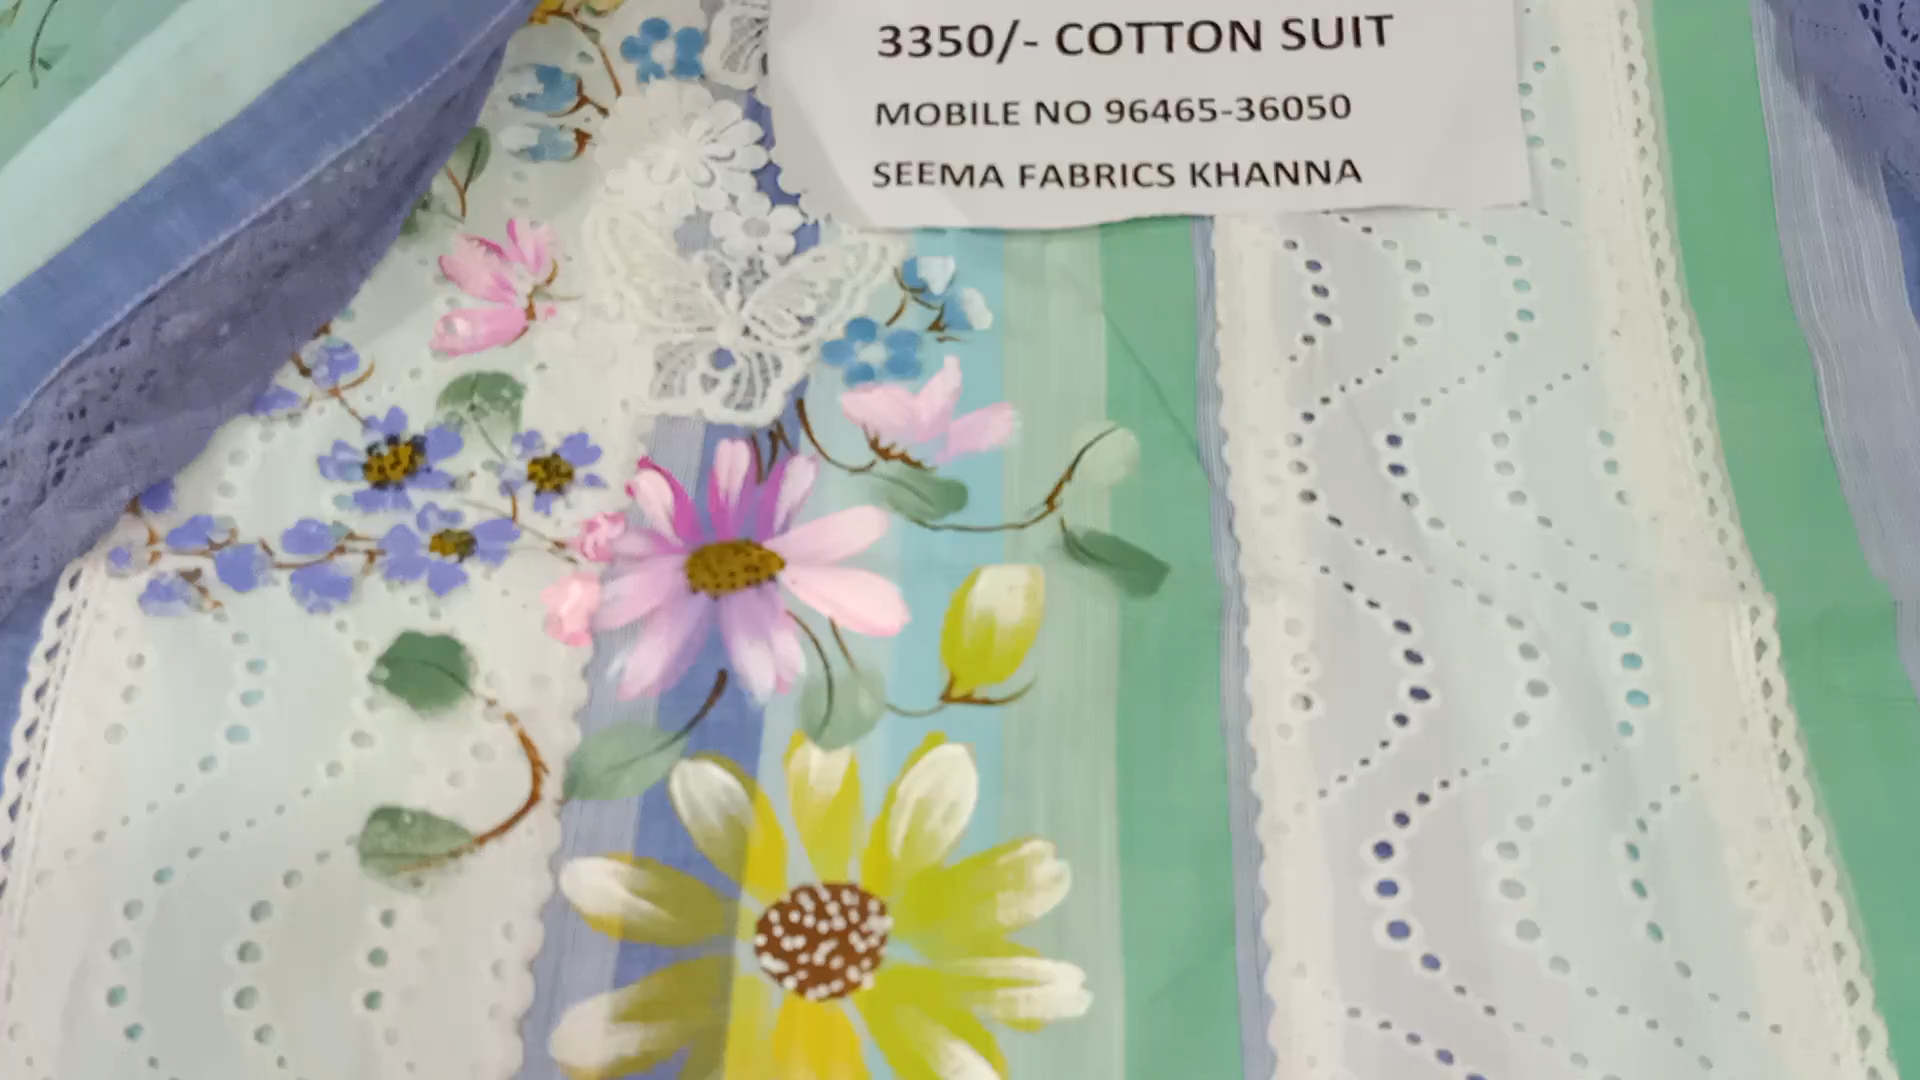 3350/- COTTON SUIT
MOBILE NO 96465-36050
SEEMA FABRICS KHANNA